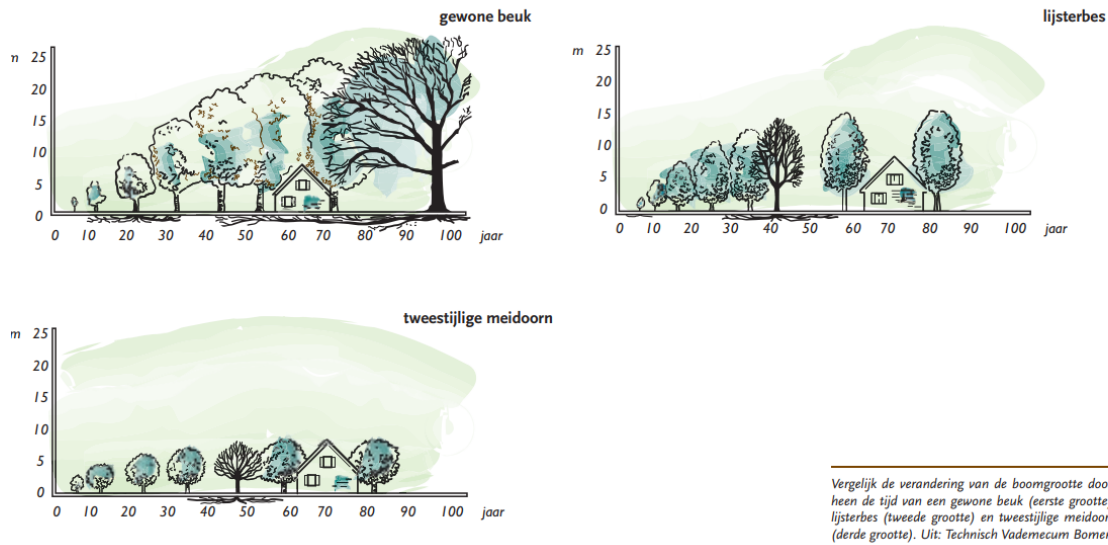 gewone beuk
25
20
15
10
5
0
0 10 20 30 40 50 60 70 80 90 100 jaar
lijsterbes
m 25
20
15
10
5
0
0 10 20 30 40 50 60 70 80 90 100 jaar
tweestijlige meidoorn
m 25
20
15
10
5
0
0 10 20 30 40 50 60 70 80 90 100 jaar
Vergelijk de verandering van de boomgrootte doo
heen de tijd van een gewone beuk (eerste grootte)
lijsterbes (tweede grootte) en tweestijlige meidoor
(derde grootte). Uit: Technisch Vademecum Bomen